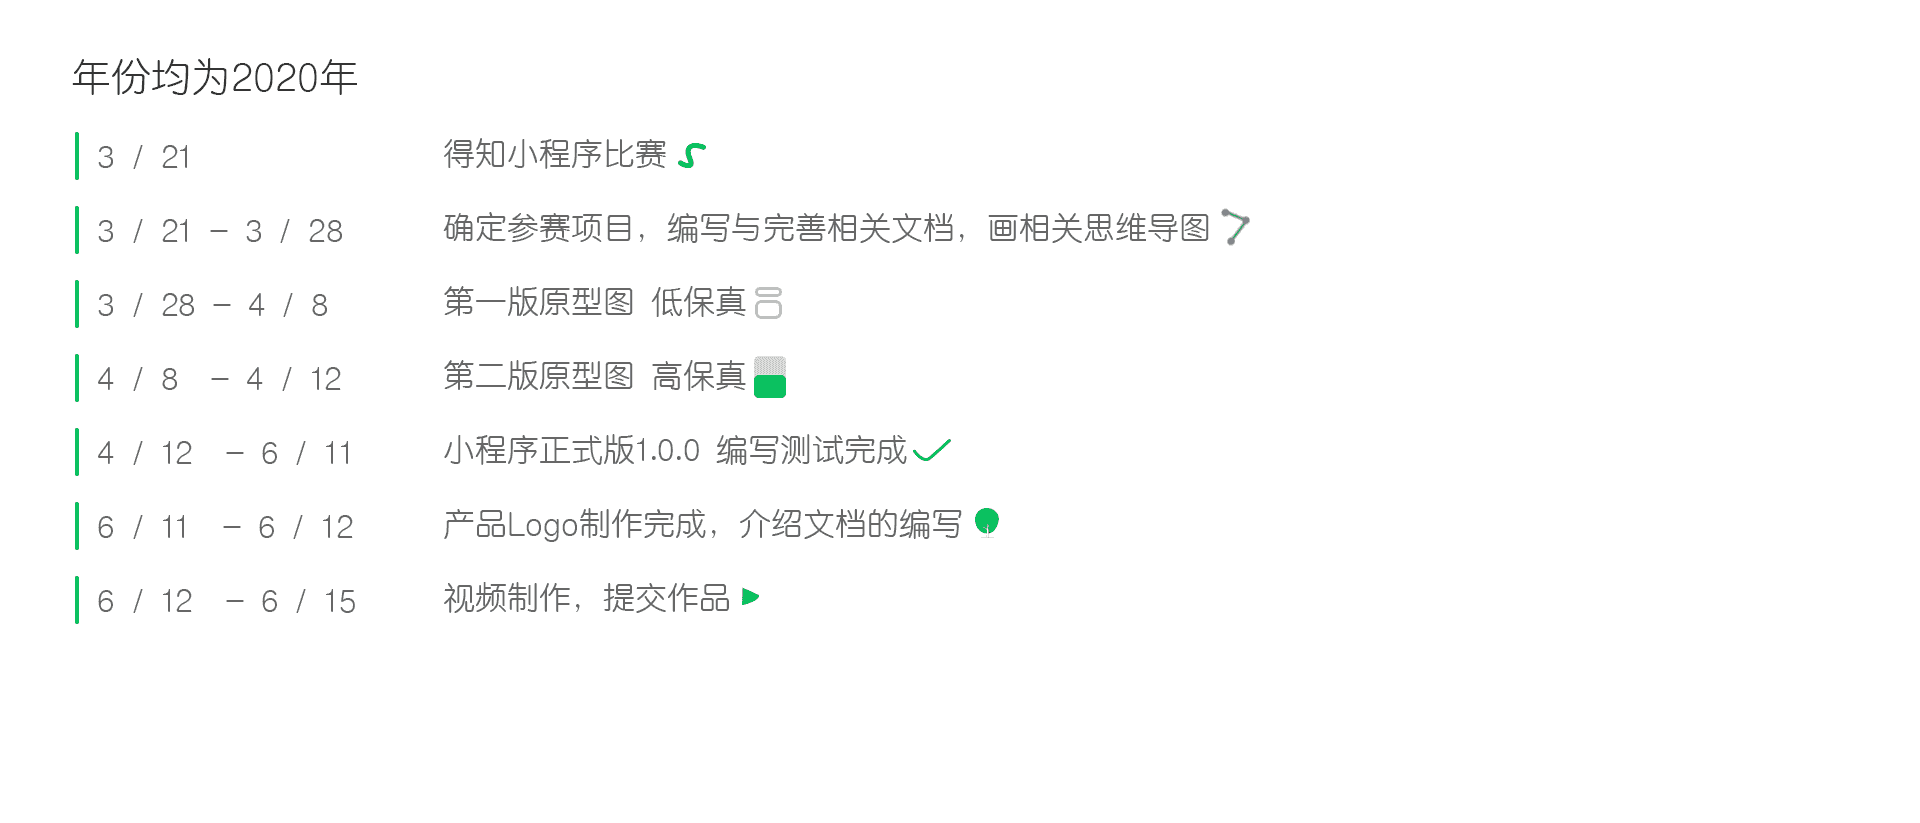 年份均为2020年
3 / 21 得知小程序比赛
3 / 21 - 3 / 28 确定参赛项目，编写与完善相关文档，画相关思维导图
3 / 28 - 4 / 8 第一版原型图 低保真
4 / 8 - 4 / 12 第二版原型图 高保真
4 / 12 - 6 / 11 小程序正式版1.0.0 编写测试完成
6 / 11 - 6 / 12 产品Logo制作完成，介绍文档的编写
6 / 12 - 6 / 15 视频制作，提交作品